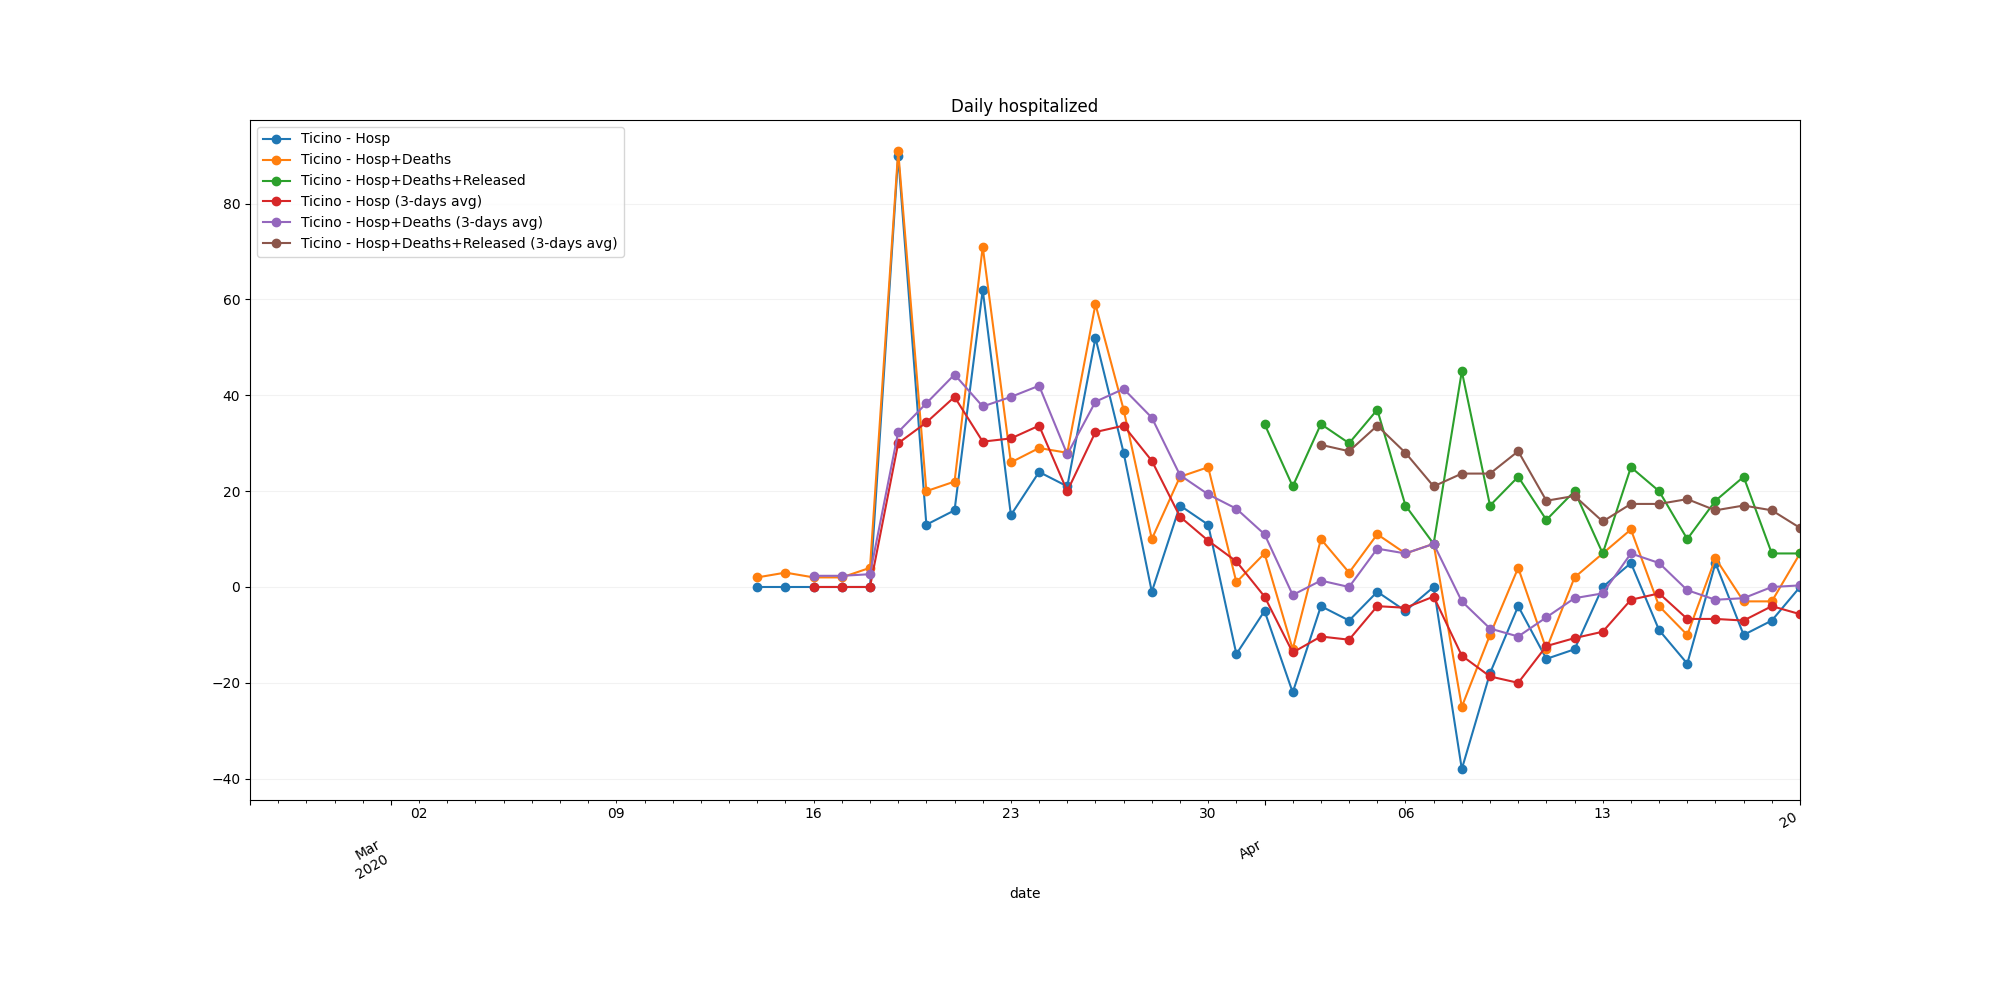 Daily hospitalized
Ticino - Hosp
Ticino - Hosp+Deaths
Ticino - Hosp+Deaths+Released
Ticino - Hosp (3-days avg)
Ticino - Hosp+Deaths (3-days avg)
Ticino - Hosp+Deaths+Released (3-days avg)
80
60
40
20
0
−20
−40
02 09 16 23 30 06 13 20
Mar Apr
2020
date